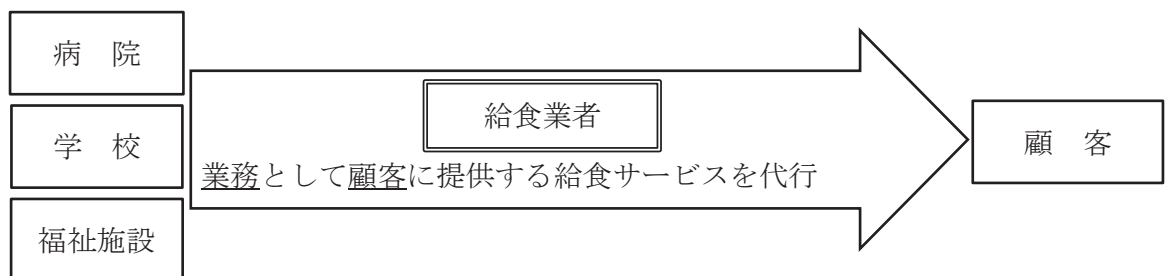 病　院
学　校
福祉施設
給食業者
業務として顧客に提供する給食サービスを代行
顧　客